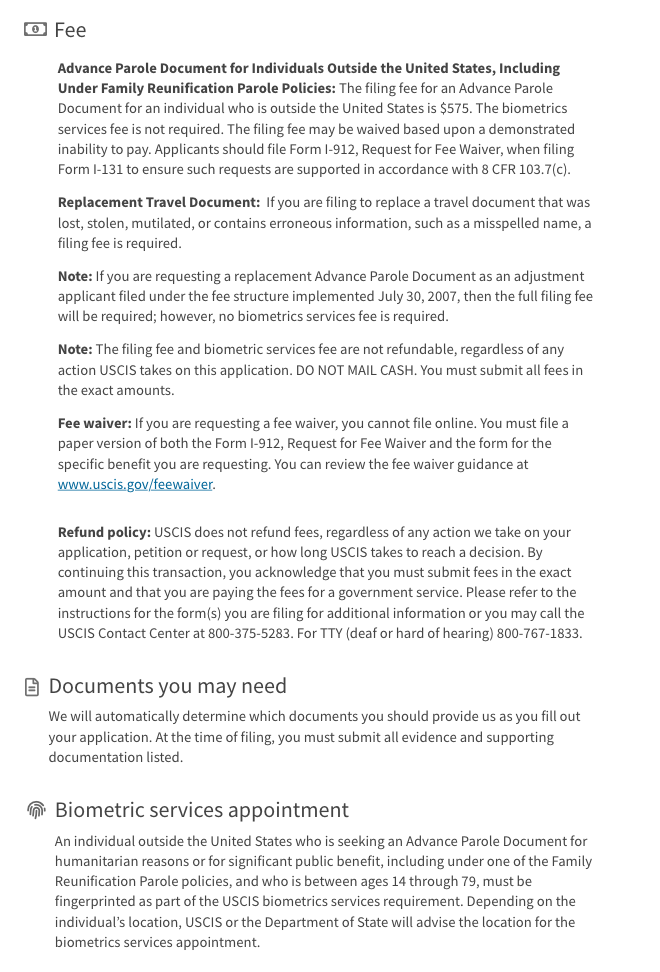 Fee
Advance Parole Document for Individuals Outside the United States, Including
Under Family Reunification Parole Policies: The filing fee for an Advance Parole
Document for an individual who is outside the United States is $575. The biometrics
services fee is not required. The filing fee may be waived based upon a demonstrated
inability to pay. Applicants should file Form I-912, Request for Fee Waiver, when filing
Form I-131 to ensure such requests are supported in accordance with 8 CFR 103.7(c).
Replacement Travel Document:  If you are filing to replace a travel document that was
lost, stolen, mutilated, or contains erroneous information, such as a misspelled name, a
filing fee is required.
Note: If you are requesting a replacement Advance Parole Document as an adjustment
applicant filed under the fee structure implemented July 30, 2007, then the full filing fee
will be required; however, no biometrics services fee is required.
Note: The filing fee and biometric services fee are not refundable, regardless of any
action USCIS takes on this application. DO NOT MAIL CASH. You must submit all fees in
the exact amounts.
Fee waiver: If you are requesting a fee waiver, you cannot file online. You must file a
paper version of both the Form I-912, Request for Fee Waiver and the form for the
specific benefit you are requesting. You can review the fee waiver guidance at
www.uscis.gov/feewaiver.
Refund policy: USCIS does not refund fees, regardless of any action we take on your
application, petition or request, or how long USCIS takes to reach a decision. By
continuing this transaction, you acknowledge that you must submit fees in the exact
amount and that you are paying the fees for a government service. Please refer to the
instructions for the form(s) you are filing for additional information or you may call the
USCIS Contact Center at 800-375-5283. For TTY (deaf or hard of hearing) 800-767-1833.
Documents you may need
We will automatically determine which documents you should provide us as you fill out
your application. At the time of filing, you must submit all evidence and supporting
documentation listed.
Biometric services appointment
An individual outside the United States who is seeking an Advance Parole Document for
humanitarian reasons or for significant public benefit, including under one of the Family
Reunification Parole policies, and who is between ages 14 through 79, must be
fingerprinted as part of the USCIS biometrics services requirement. Depending on the
individual's location, USCIS or the Department of State will advise the location for the
biometrics services appointment.